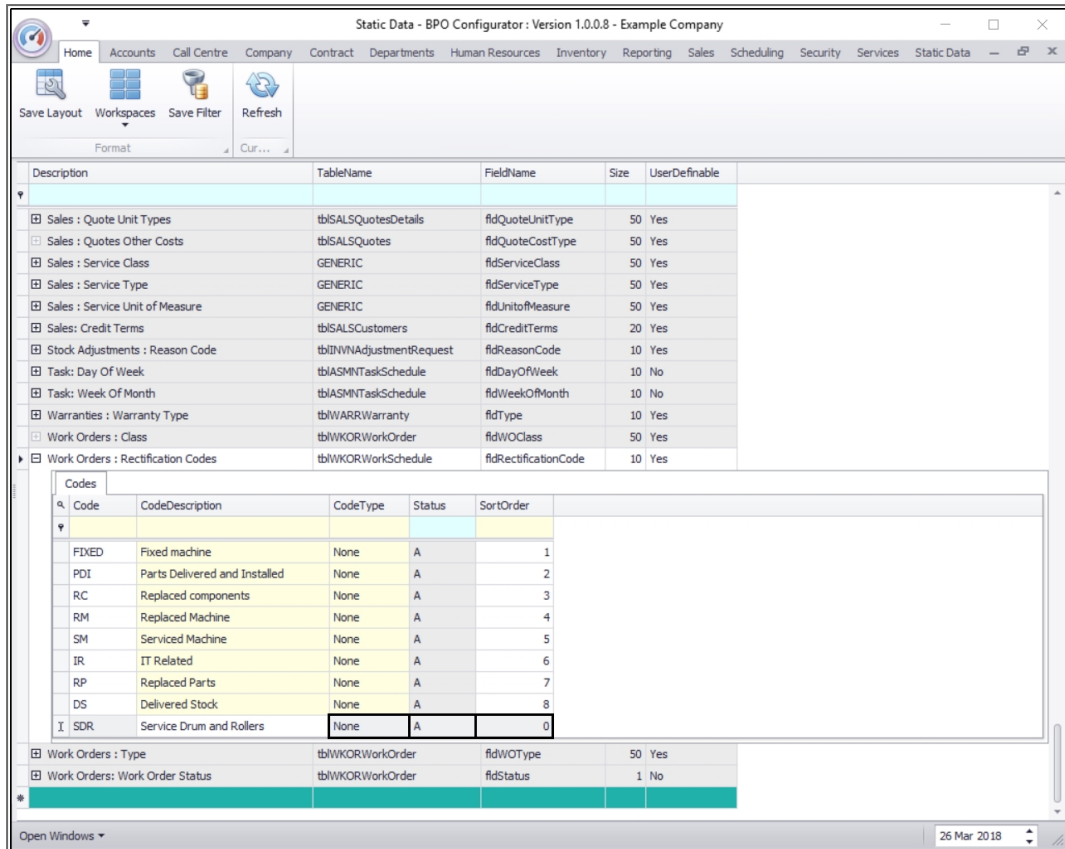 Static Data - BPO Configurator : Version 1.0.0.8 - Example Company
Home Accounts Call Centre Company Contract Departments Human Resources Inventory Reporting Sales Scheduling Security Services Static Data
Save Layout Workspaces Save Filter Refresh
Format Cur...
Description TableName FieldName Size UserDefinable
Sales : Quote Unit Types tblSALSQuotesDetails fldQuoteUnitType 50 Yes
Sales : Quotes Other Costs tblSALSQuotes fldQuoteCostType 50 Yes
Sales : Service Class GENERIC fldServiceClass 50 Yes
Sales : Service Type GENERIC fldServiceType 50 Yes
Sales : Service Unit of Measure GENERIC fldUnitofMeasure 50 Yes
Sales: Credit Terms tblSALSCustomers fldCreditTerms 20 Yes
Stock Adjustments : Reason Code tblINVNAdjustmentRequest fldReasonCode 10 Yes
Task: Day Of Week tblASMNTaskSchedule fldDayOfWeek 10 No
Task: Week Of Month tblASMNTaskSchedule fldWeekOfMonth 10 No
Warranties : Warranty Type tblWARRWarranty fldType 10 Yes
Work Orders : Class tblWKORWorkOrder fldWOClass 50 Yes
Work Orders : Rectification Codes tblWKORWorkSchedule fldRectificationCode 10 Yes
Codes
Code CodeDescription CodeType Status SortOrder
FIXED Fixed machine None A 1
PDI Parts Delivered and Installed None A 2
RC Replaced components None A 3
RM Replaced Machine None A 4
SM Serviced Machine None A 5
IR IT Related None A 6
RP Replaced Parts None A 7
DS Delivered Stock None A 8
SDR Service Drum and Rollers None A 0
Work Orders : Type tblWKORWorkOrder fldWOType 50 Yes
Work Orders: Work Order Status tblWKORWorkOrder fldStatus 1 No
Open Windows 26 Mar 2018